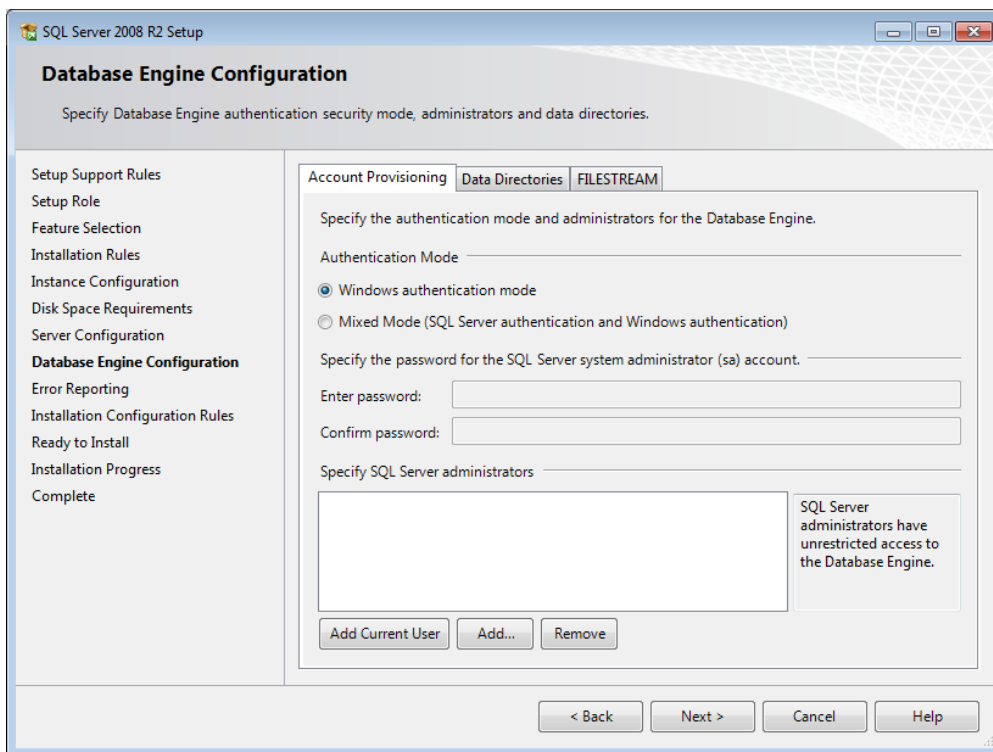 SQL Server 2008 R2 Setup
Database Engine Configuration
Specify Database Engine authentication security mode, administrators and data directories.
Setup Support Rules
Setup Role
Feature Selection
Installation Rules
Instance Configuration
Disk Space Requirements
Server Configuration
Database Engine Configuration
Error Reporting
Installation Configuration Rules
Ready to Install
Installation Progress
Complete
Account Provisioning Data Directories FILESTREAM
Specify the authentication mode and administrators for the Database Engine.
Authentication Mode
Windows authentication mode
Mixed Mode (SQL Server authentication and Windows authentication)
Specify the password for the SQL Server system administrator (sa) account.
Enter password:
Confirm password:
Specify SQL Server administrators
SQL Server
administrators have
unrestricted access to
the Database Engine.
Add Current User Add... Remove
< Back Next > Cancel Help